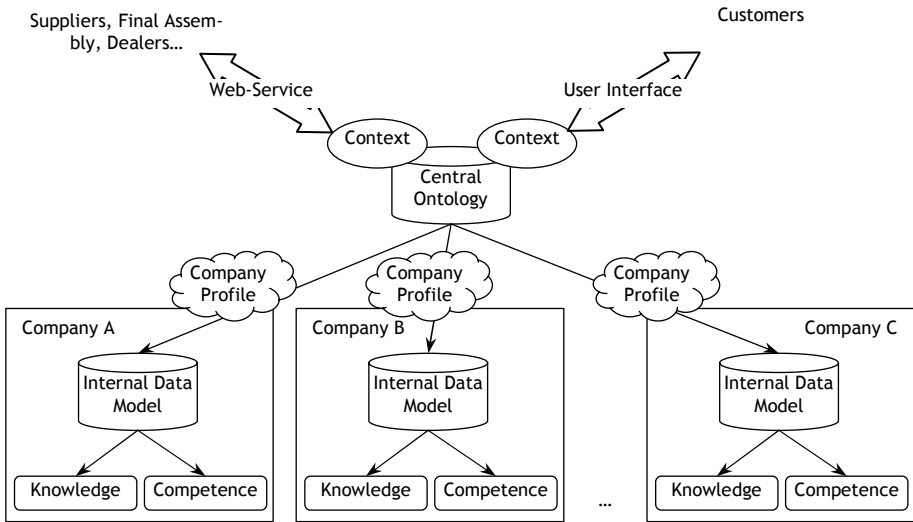 Suppliers, Final Assem-
bly, Dealers…
Customers
Web-Service
User Interface
Context
Context
Central
Ontology
Company
Profile
Company
Profile
Company
Profile
Company A
Company B
Company C
Internal Data
Model
Internal Data
Model
Internal Data
Model
Knowledge
Competence
Knowledge
Competence
...
Knowledge
Competence